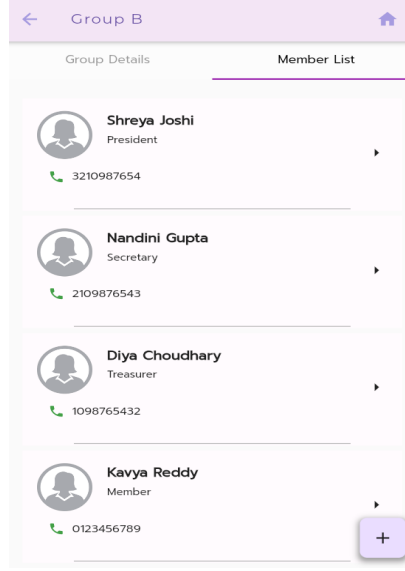 Group B
Group Details Member List
Shreya Joshi
President
3210987654
Nandini Gupta
Secretary
2109876543
Diya Choudhary
Treasurer
1098765432
Kavya Reddy
Member
0123456789
+